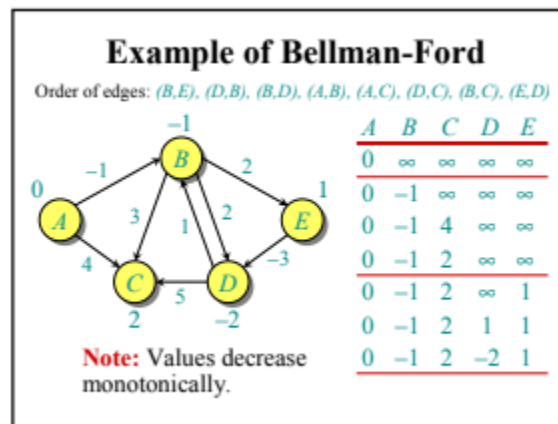 Example of Bellman-Ford
Order of edges: (B,E), (D,B), (B,D), (A,B), (A,C), (D,C), (B,C), (E,D)
–1
0
–1
B
2
1
A
3
1
2
E
4
C
5
D
–3
2
–2
A B C D E
0 ∞ ∞ ∞ ∞
0 –1 ∞ ∞ ∞
0 –1 4 ∞ ∞
0 –1 2 ∞ ∞
0 –1 2 ∞ 1
0 –1 2 1 1
0 –1 2 –2 1
Note: Values decrease
monotonically.